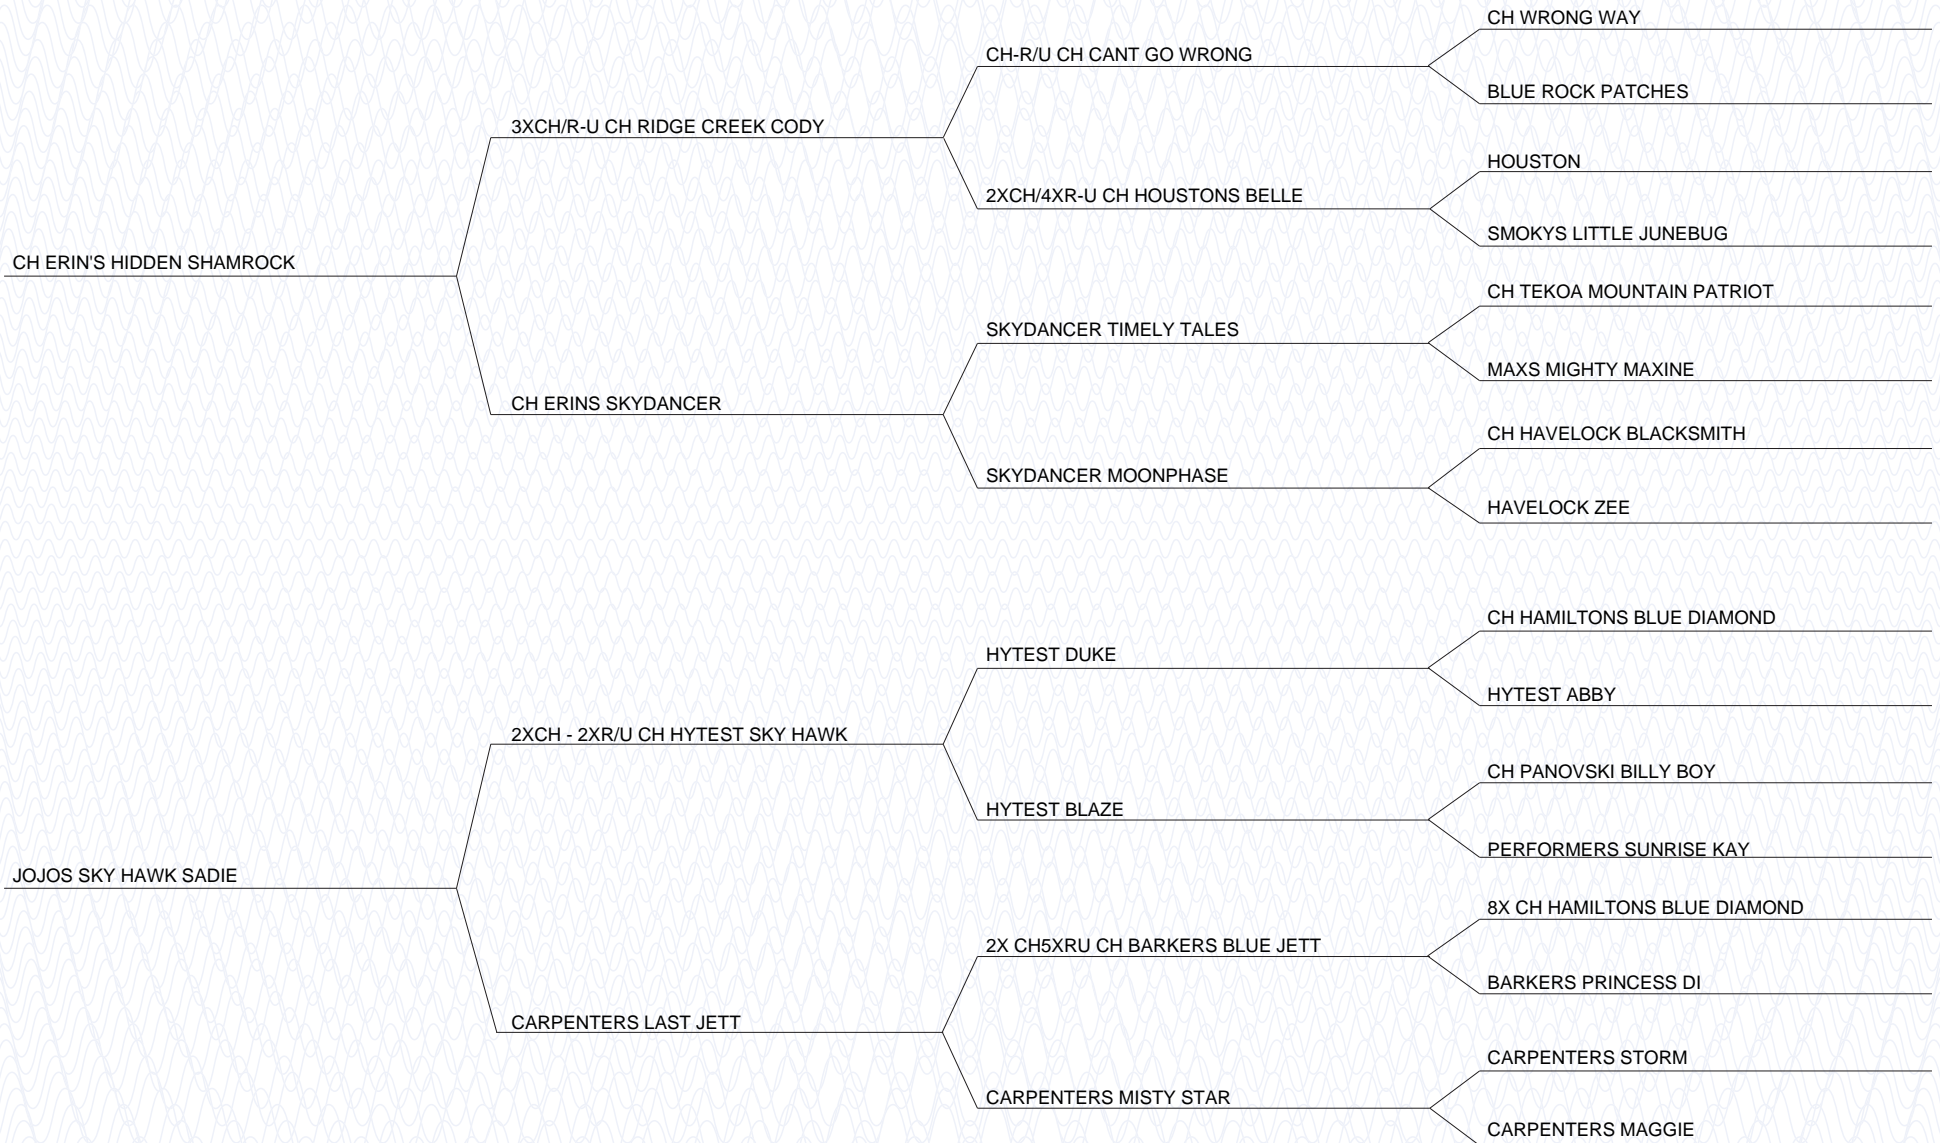 CH WRONG WAY
CH-R/U CH CANT GO WRONG
BLUE ROCK PATCHES
3XCH/R-U CH RIDGE CREEK CODY
HOUSTON
2XCH/4XR-U CH HOUSTONS BELLE
SMOKYS LITTLE JUNEBUG
CH ERIN'S HIDDEN SHAMROCK
CH TEKOA MOUNTAIN PATRIOT
SKYDANCER TIMELY TALES
MAXS MIGHTY MAXINE
CH ERINS SKYDANCER
CH HAVELOCK BLACKSMITH
SKYDANCER MOONPHASE
HAVELOCK ZEE
CH HAMILTONS BLUE DIAMOND
HYTEST DUKE
HYTEST ABBY
2XCH - 2XR/U CH HYTEST SKY HAWK
CH PANOVSKI BILLY BOY
HYTEST BLAZE
PERFORMERS SUNRISE KAY
JOJOS SKY HAWK SADIE
8X CH HAMILTONS BLUE DIAMOND
2X CH5XRU CH BARKERS BLUE JETT
BARKERS PRINCESS DI
CARPENTERS LAST JETT
CARPENTERS STORM
CARPENTERS MISTY STAR
CARPENTERS MAGGIE